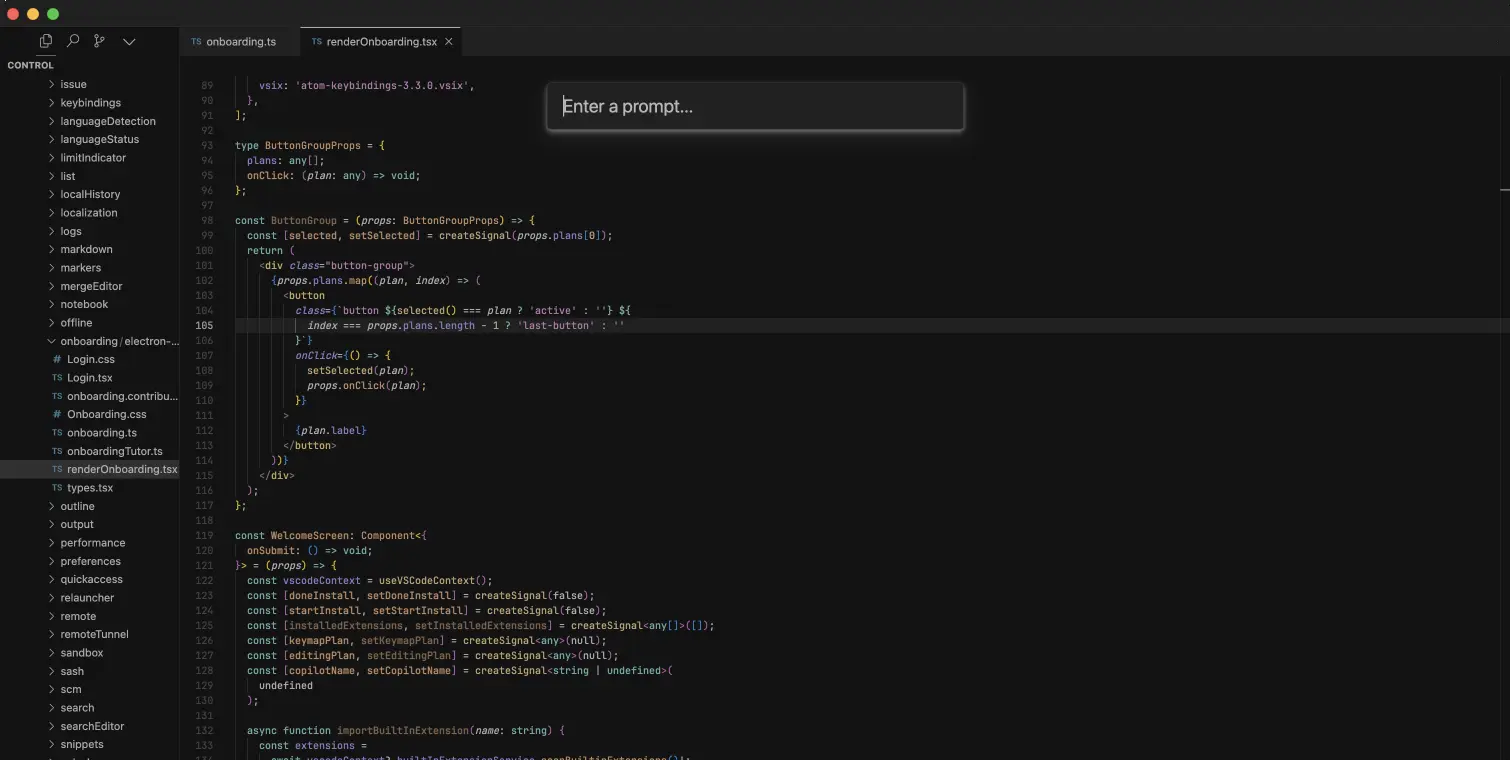 onboarding.ts
TS renderOnboarding.tsx ×
TS
CONTROL
issue
keybindings
languageDetection
languageStatus
limitIndicator
list
localHistory
localization
logs
markdown
markers
mergeEditor
notebook
offline
onboarding/electron-...
# Login.css
TS Login.tsx
TS onboarding.contribu...
# Onboarding.css
TS onboarding.ts
TS onboardingTutor.ts
TS renderOnboarding.tsx
TS types.tsx
outline
output
performance
preferences
quickaccess
relauncher
remote
remoteTunnel
sandbox
sash
scm
search
searchEditor
snippets
Enter a prompt...
89 vsix: 'atom-keybindings-3.3.0.vsix',
90 },
91 ];
92
93 type ButtonGroupProps = {
94 plans: any[];
95 onClick: (plan: any) => void;
96 };
97
98 const ButtonGroup = (props: ButtonGroupProps) => {
99 const [selected, setSelected] = createSignal(props.plans[0]);
100 return (
101 <div class="button-group">
102 {props.plans.map((plan, index) => (
103 <button
104 class={`button ${selected() === plan ? 'active' : ''} ${
105 index === props.plans.length - 1 ? 'last-button' : ''
106 }`}
107 onClick={() => {
108 setSelected(plan);
109 props.onClick(plan);
110 }}
111 >
112 {plan.label}
113 </button>
114 ))}
115 </div>
116 );
117 };
118
119 const WelcomeScreen: Component<{
120 onSubmit: () => void;
121 }> = (props) => {
122 const vscodeContext = useVSCodeContext();
123 const [doneInstall, setDoneInstall] = createSignal(false);
124 const [startInstall, setStartInstall] = createSignal(false);
125 const [installedExtensions, setInstalledExtensions] = createSignal<any[]>([]);
126 const [keymapPlan, setKeymapPlan] = createSignal<any>(null);
127 const [editingPlan, setEditingPlan] = createSignal<any>(null);
128 const [copilotName, setCopilotName] = createSignal<string | undefined>(
129 undefined
130 );
131
132 async function importBuiltInExtension(name: string) {
133 const extensions =